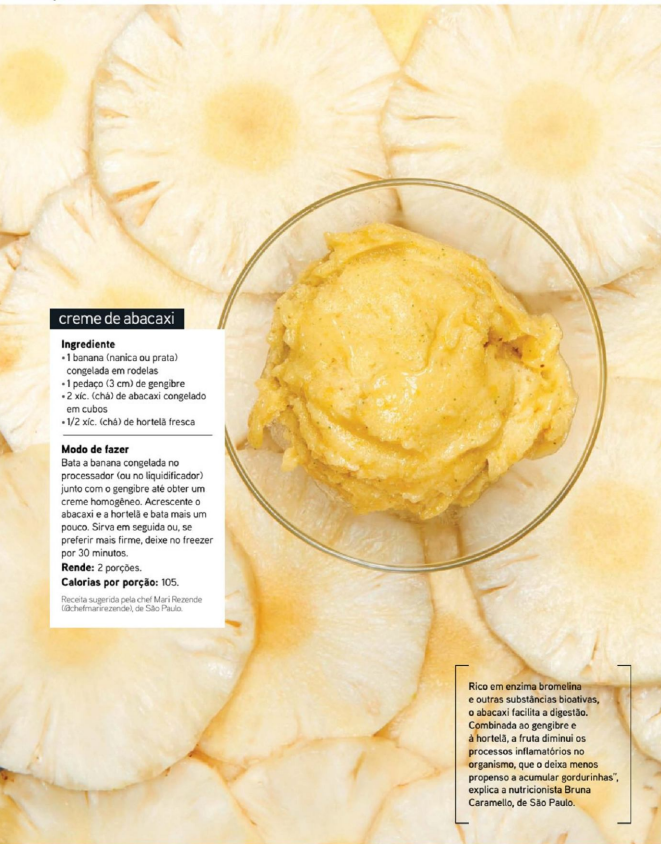 creme de abacaxi
Ingrediente
• 1 banana (nanica ou prata)
congelada em rodelas
• 1 pedaço (3 cm) de gengibre
• 2 xíc. (chá) de abacaxi congelado
em cubos
• 1/2 xíc. (chá) de hortelã fresca
Modo de fazer
Bata a banana congelada no
processador (ou no liquidificador)
junto com o gengibre até obter um
creme homogêneo. Acrescente o
abacaxi e a hortelã e bata mais um
pouco. Sirva em seguida ou, se
preferir mais firme, deixe no freezer
por 30 minutos.
Rende: 2 porções.
Calorias por porção: 105.
Receita sugerida pela chef Mari Rezende
(@chefmarirezende), de São Paulo.
Rico em enzima bromelina
e outras substâncias bioativas,
o abacaxi facilita a digestão.
Combinada ao gengibre e
à hortelã, a fruta diminui os
processos inflamatórios no
organismo, que o deixa menos
propenso a acumular gordurinhas”,
explica a nutricionista Bruna
Caramello, de São Paulo.